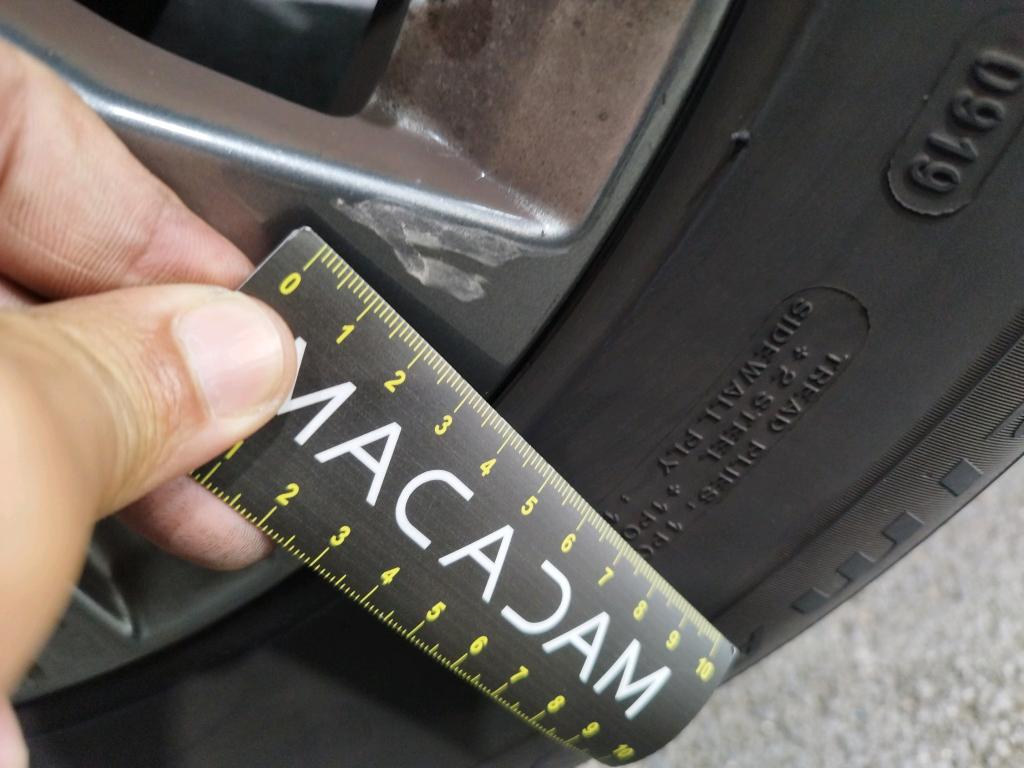 0919
TREAD PLIES:
+ 2 STEEL +
SIDEWALL PLY :
0 1 2 3 4 5 6 7 8 9 10
MACADAM
2 3 4 5 6 7 8 9 10